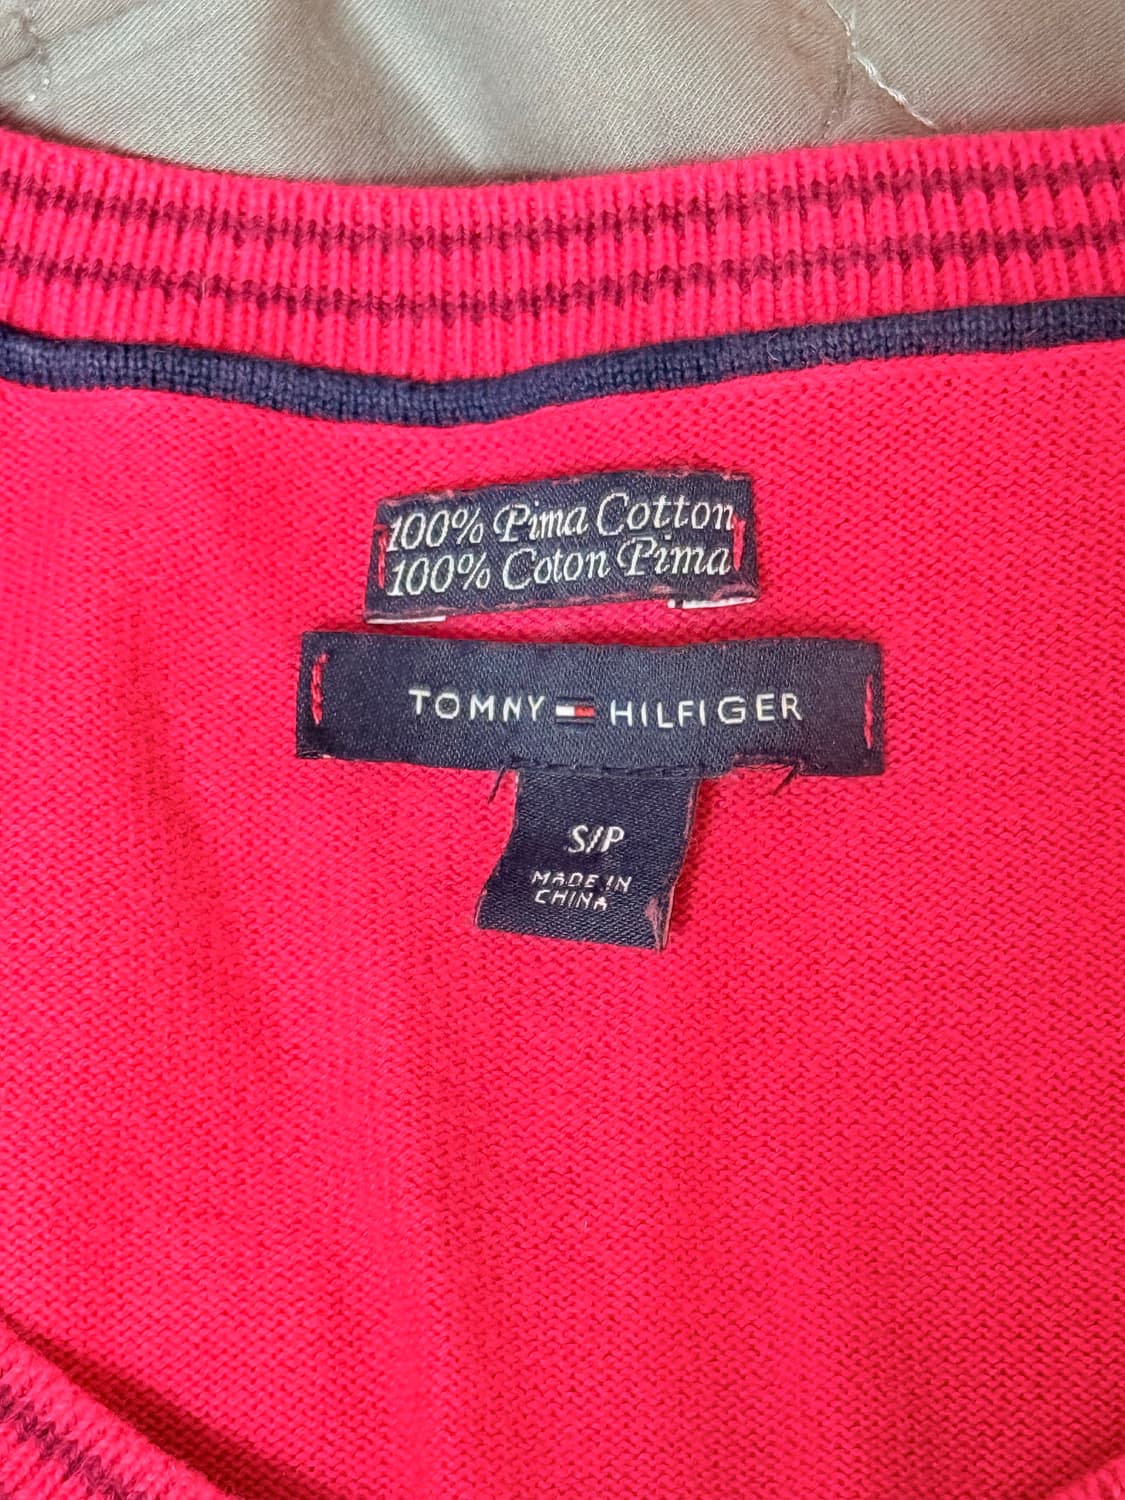 100% Pima Cotton
100% Coton Pima
TOMMY HILFIGER
S/P
MADE IN
CHINA